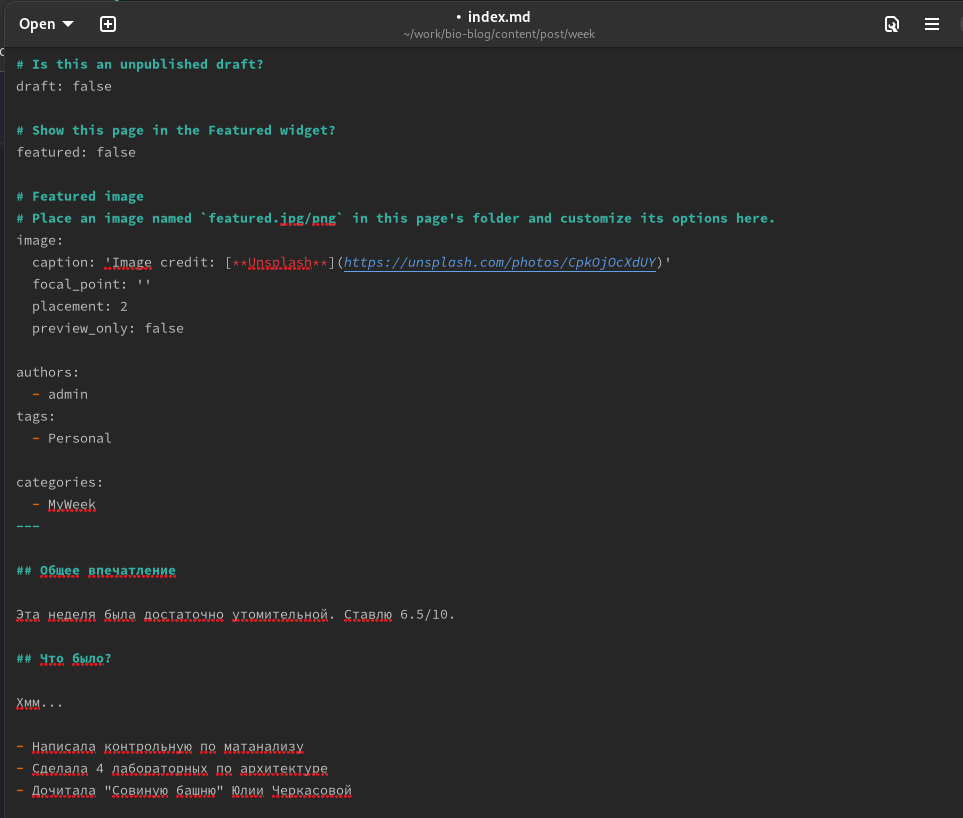 Open
• index.md
~/work/bio-blog/content/post/week
# Is this an unpublished draft?
draft: false
# Show this page in the Featured widget?
featured: false
# Featured image
# Place an image named `featured.jpg/png` in this page's folder and customize its options here.
image:
  caption: 'Image credit: [**Unsplash**](https://unsplash.com/photos/CpkOjOcXdUY)'
  focal_point: ''
  placement: 2
  preview_only: false
authors:
  - admin
tags:
  - Personal
categories:
  - MyWeek
---
## Общее впечатление
Эта неделя была достаточно утомительной. Ставлю 6.5/10.
## Что было?
Хмм...
- Написала контрольную по матанализу
- Сделала 4 лабораторных по архитектуре
- Дочитала "Совиную башню" Юлии Черкасовой